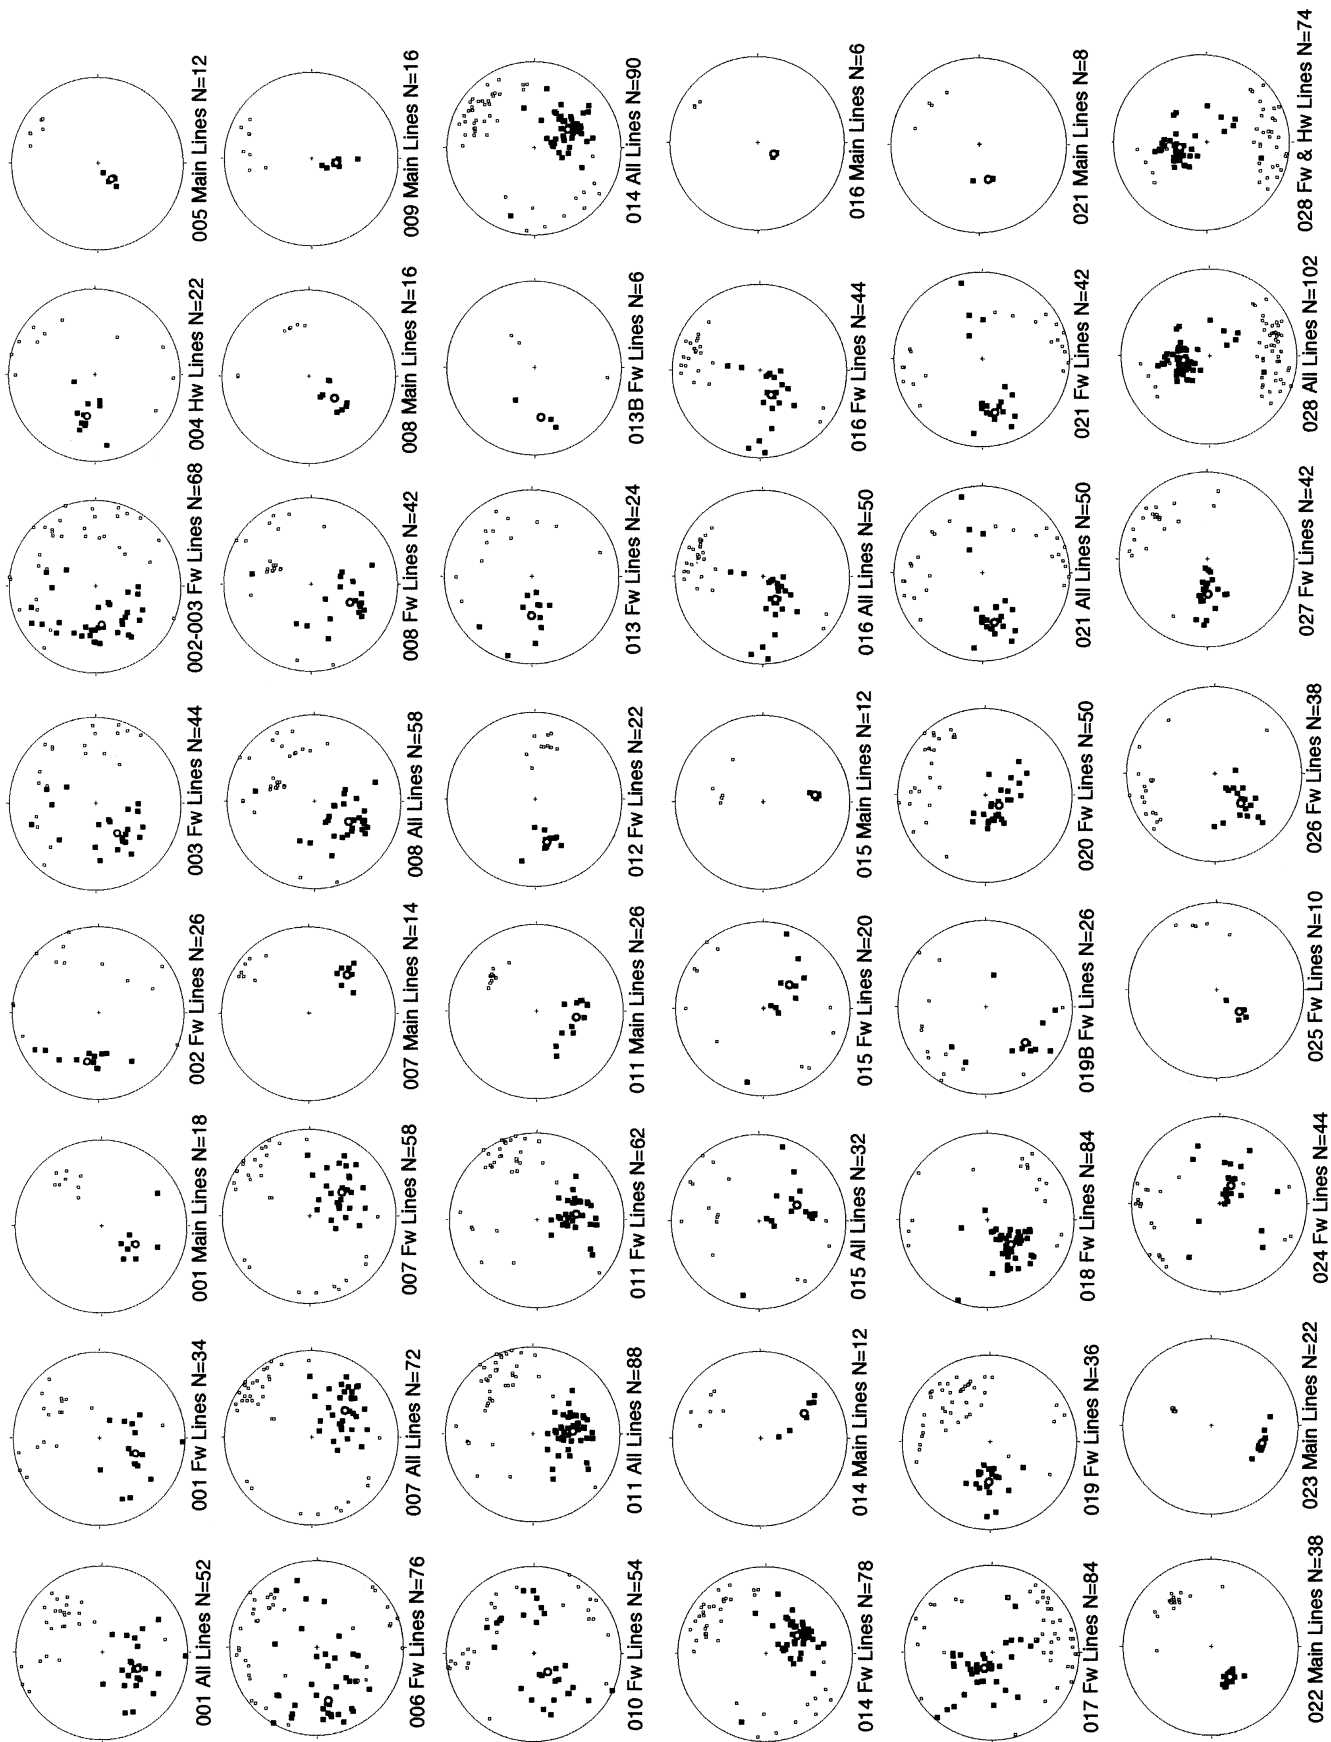 001 All Lines N=52
001 Fw Lines N=34
001 Main Lines N=18
002 Fw Lines N=26
003 Fw Lines N=44
002-003 Fw Lines N=68
004 Hw Lines N=22
005 Main Lines N=12
006 Fw Lines N=76
007 All Lines N=72
007 Fw Lines N=58
007 Main Lines N=14
008 All Lines N=58
008 Fw Lines N=42
008 Main Lines N=16
009 Main Lines N=16
010 Fw Lines N=54
011 All Lines N=88
011 Fw Lines N=62
011 Main Lines N=26
012 Fw Lines N=22
013 Fw Lines N=24
013B Fw Lines N=6
014 All Lines N=90
014 Fw Lines N=78
014 Main Lines N=12
015 All Lines N=32
015 Fw Lines N=20
015 Main Lines N=12
016 All Lines N=50
016 Fw Lines N=44
016 Main Lines N=6
017 Fw Lines N=84
019 Fw Lines N=36
018 Fw Lines N=84
019B Fw Lines N=26
020 Fw Lines N=50
021 All Lines N=50
021 Fw Lines N=42
021 Main Lines N=8
022 Main Lines N=38
023 Main Lines N=22
024 Fw Lines N=44
025 Fw Lines N=10
026 Fw Lines N=38
027 Fw Lines N=42
028 All Lines N=102
028 Fw & Hw Lines N=74